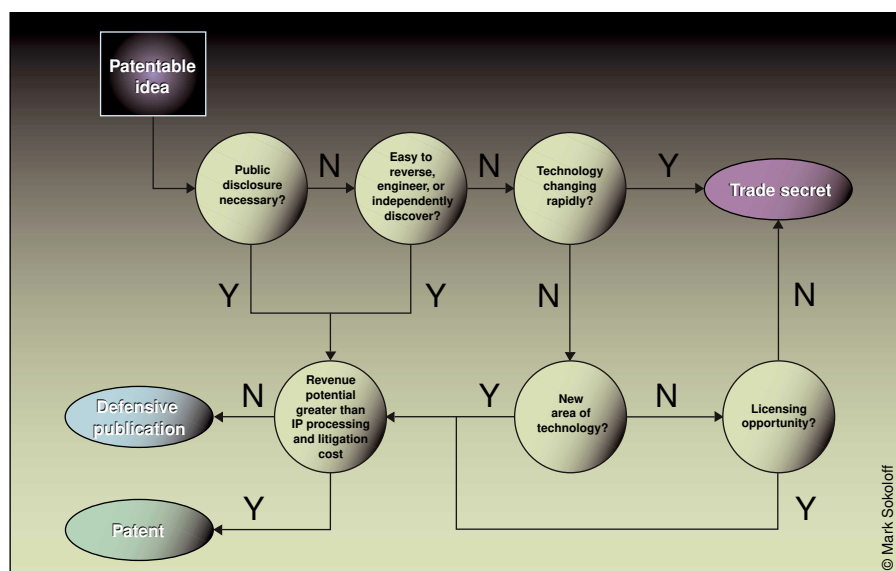 Patentable
idea
Public
disclosure
necessary?
N
Easy to
reverse,
engineer, or
independently
discover?
N
Technology
changing
rapidly?
Y
Trade secret
Y
Y
N
N
Defensive
publication
N
Revenue
potential
greater than
IP processing
and litigation
cost
Y
New
area of
technology?
N
Licensing
opportunity?
Patent
Y
Y
© Mark Sokoloff